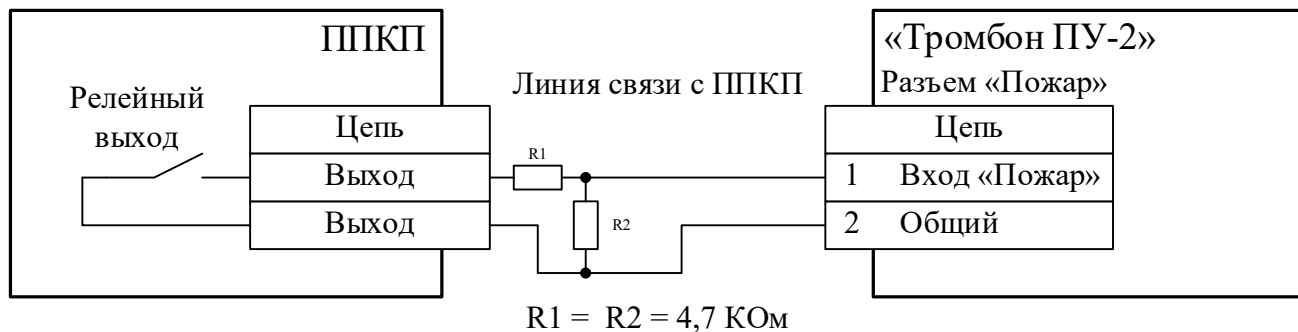 ППКП
«Тромбон ПУ-2»
Линия связи с ППКП
Разъем «Пожар»
Релейный
выход
Цепь
Выход
Выход
R1
R2
Цепь
1 Вход «Пожар»
2 Общий
R1 = R2 = 4,7 КОм